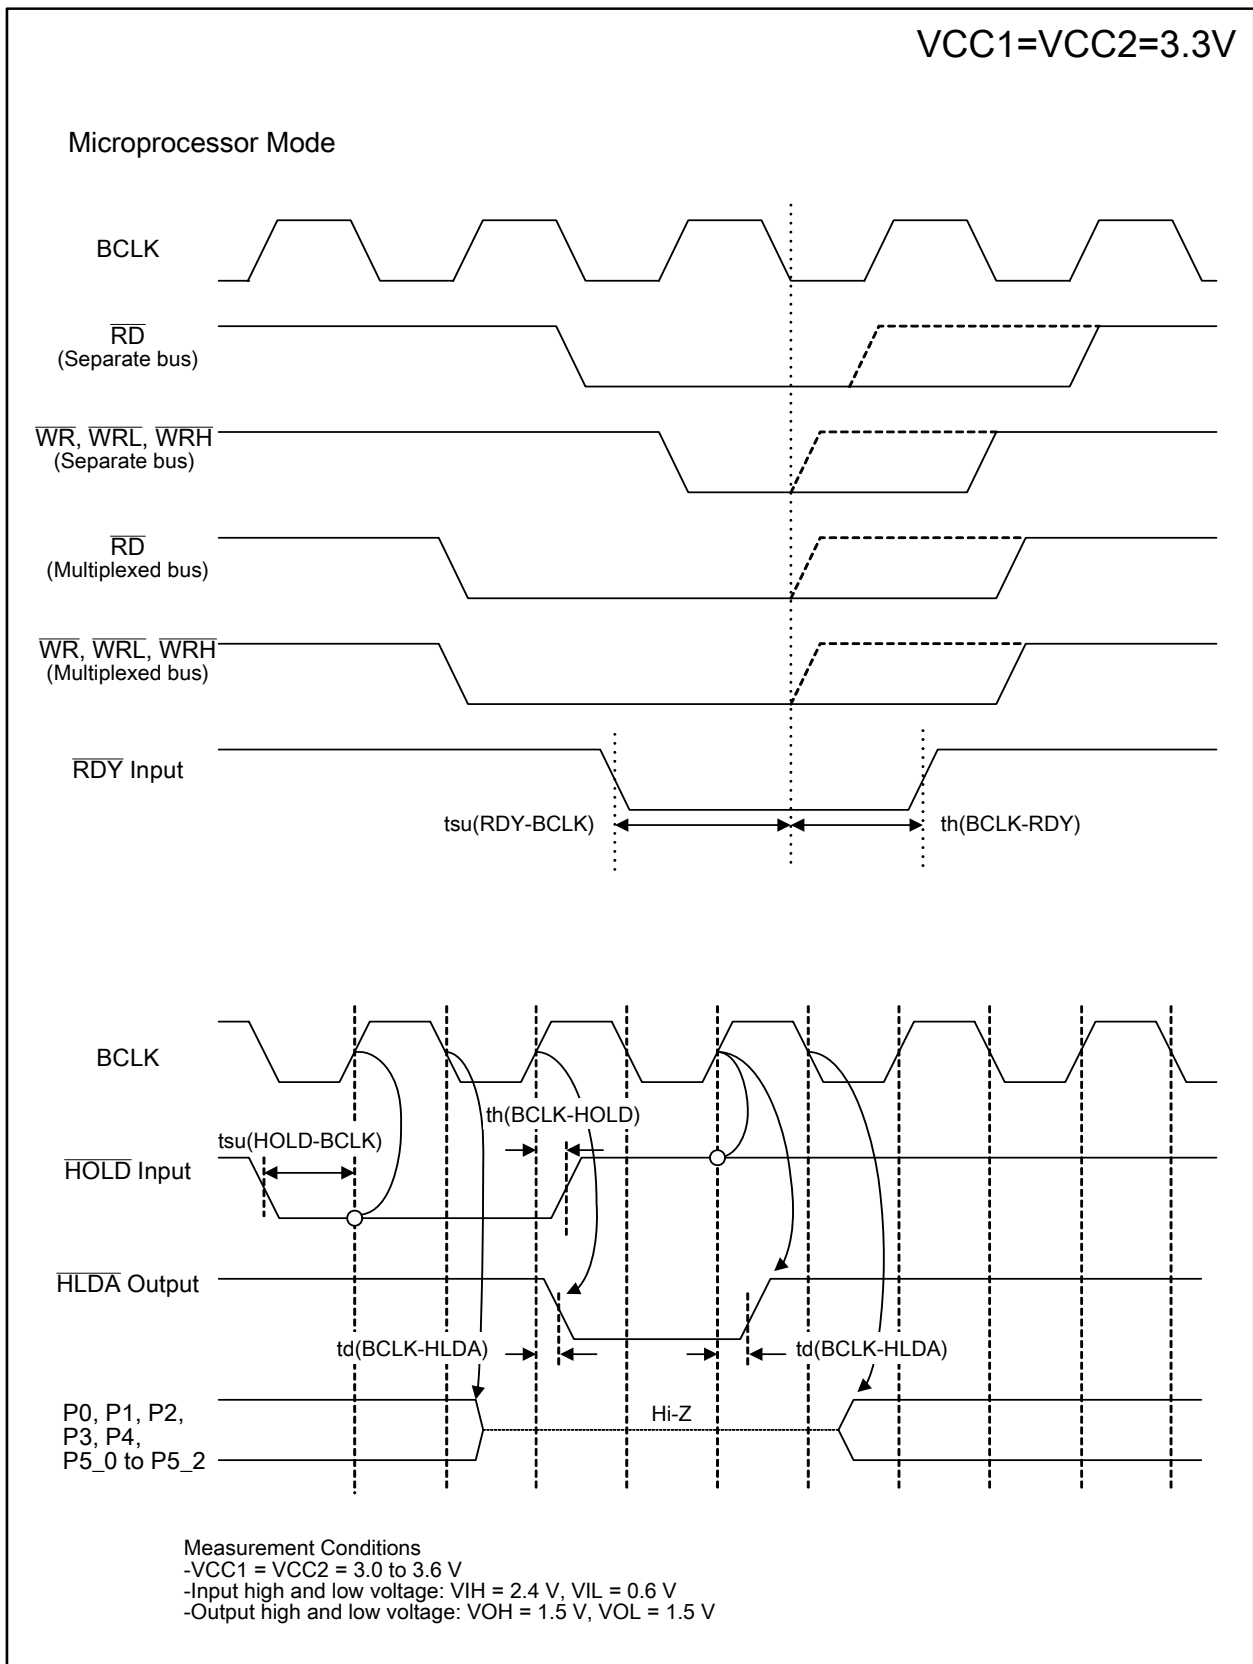 VCC1=VCC2=3.3V
Microprocessor Mode
BCLK
RD
(Separate bus)
WR, WRL, WRH
(Separate bus)
RD
(Multiplexed bus)
WR, WRL, WRH
(Multiplexed bus)
RDY Input
tsu(RDY-BCLK)
th(BCLK-RDY)
BCLK
th(BCLK-HOLD)
tsu(HOLD-BCLK)
HOLD Input
HLDA Output
td(BCLK-HLDA)
td(BCLK-HLDA)
Hi-Z
P0, P1, P2,
P3, P4,
P5_0 to P5_2
Measurement Conditions
-VCC1 = VCC2 = 3.0 to 3.6 V
-Input high and low voltage: VIH = 2.4 V, VIL = 0.6 V
-Output high and low voltage: VOH = 1.5 V, VOL = 1.5 V